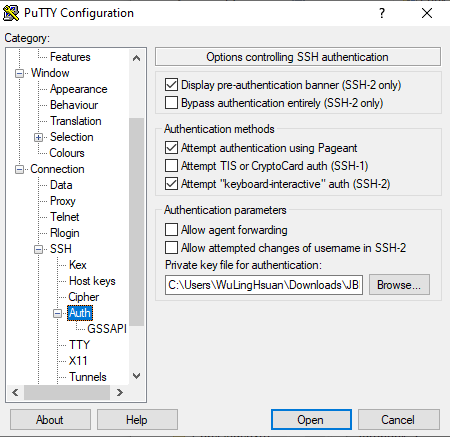 PuTTY Configuration
?
Category:
Features
Window
Appearance
Behaviour
Translation
Selection
Colours
Connection
Data
Proxy
Telnet
Rlogin
SSH
Kex
Host keys
Cipher
Auth
GSSAPI
TTY
X11
Tunnels
Options controlling SSH authentication
Display pre-authentication banner (SSH-2 only)
Bypass authentication entirely (SSH-2 only)
Authentication methods
Attempt authentication using Pageant
Attempt TIS or CryptoCard auth (SSH-1)
Attempt "keyboard-interactive" auth (SSH-2)
Authentication parameters
Allow agent forwarding
Allow attempted changes of username in SSH-2
Private key file for authentication:
C:\Users\WuLingHsuan\Downloads\JB
Browse...
About
Help
Open
Cancel